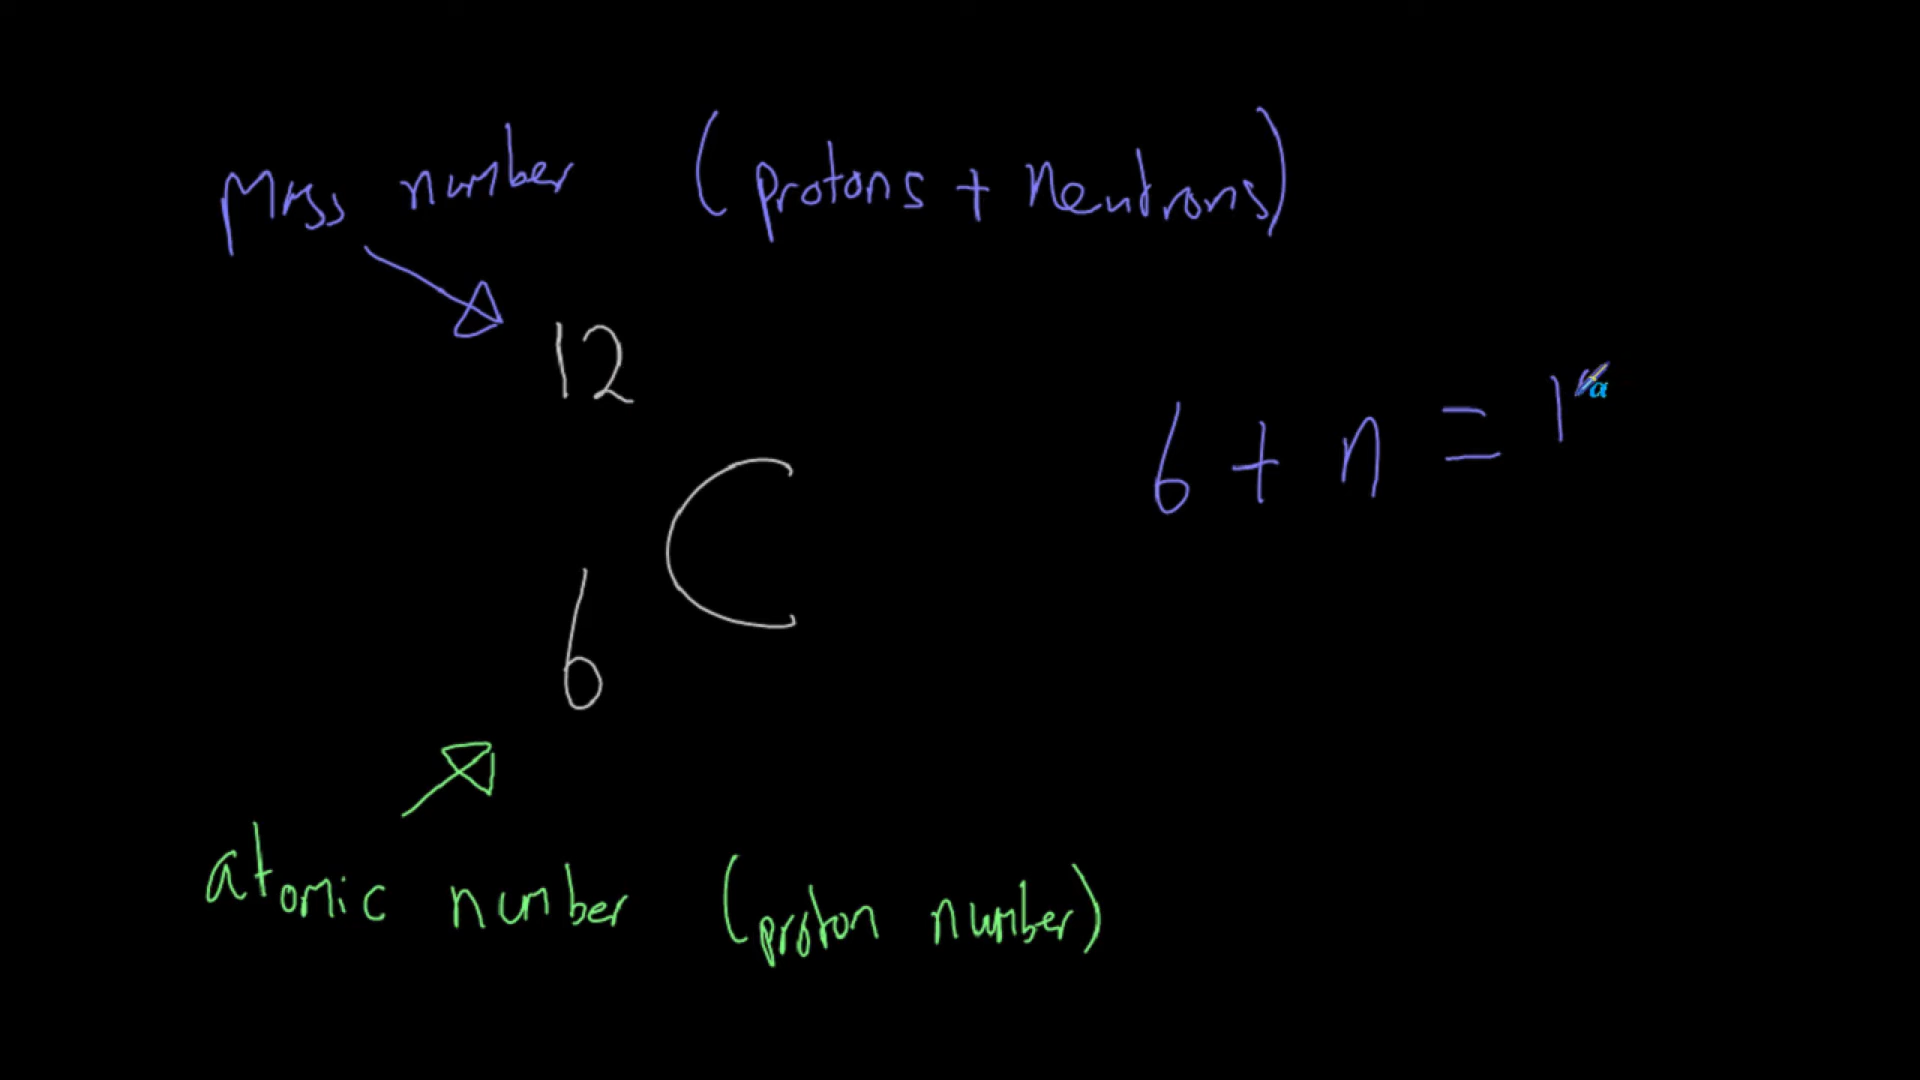 Mass number (protons + Neutrons)
12
6 + n = 1
C
6
atomic number (proton number)